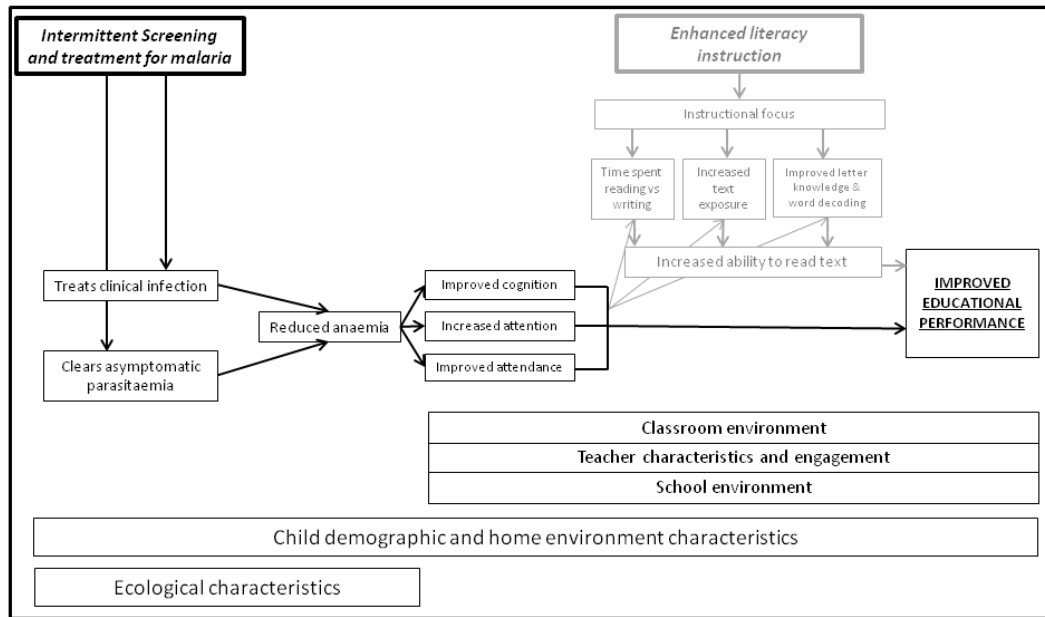 Intermittent Screening
and treatment for malaria
Enhanced literacy
instruction
Instructional focus
Time spent
reading vs
writing
Increased
text
exposure
Improved letter
knowledge &
word decoding
Increased ability to read text
Treats clinical infection
Clears asymptomatic
parasitaemia
Reduced anaemia
Improved cognition
Increased attention
Improved attendance
IMPROVED
EDUCATIONAL
PERFORMANCE
Classroom environment
Teacher characteristics and engagement
School environment
Child demographic and home environment characteristics
Ecological characteristics